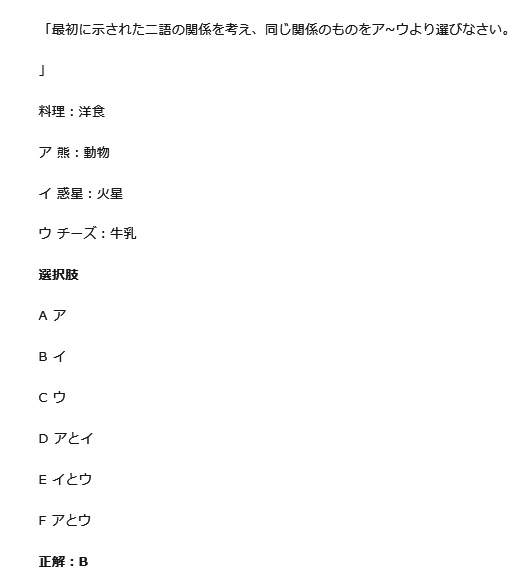 「最初に示された二語の関係を考え、同じ関係のものをア~ウより選びなさい。
」
料理：洋食
ア 熊：動物
イ 惑星：火星
ウ チーズ：牛乳
選択肢
A ア
B イ
C ウ
D アとイ
E イとウ
F アとウ
正解：B